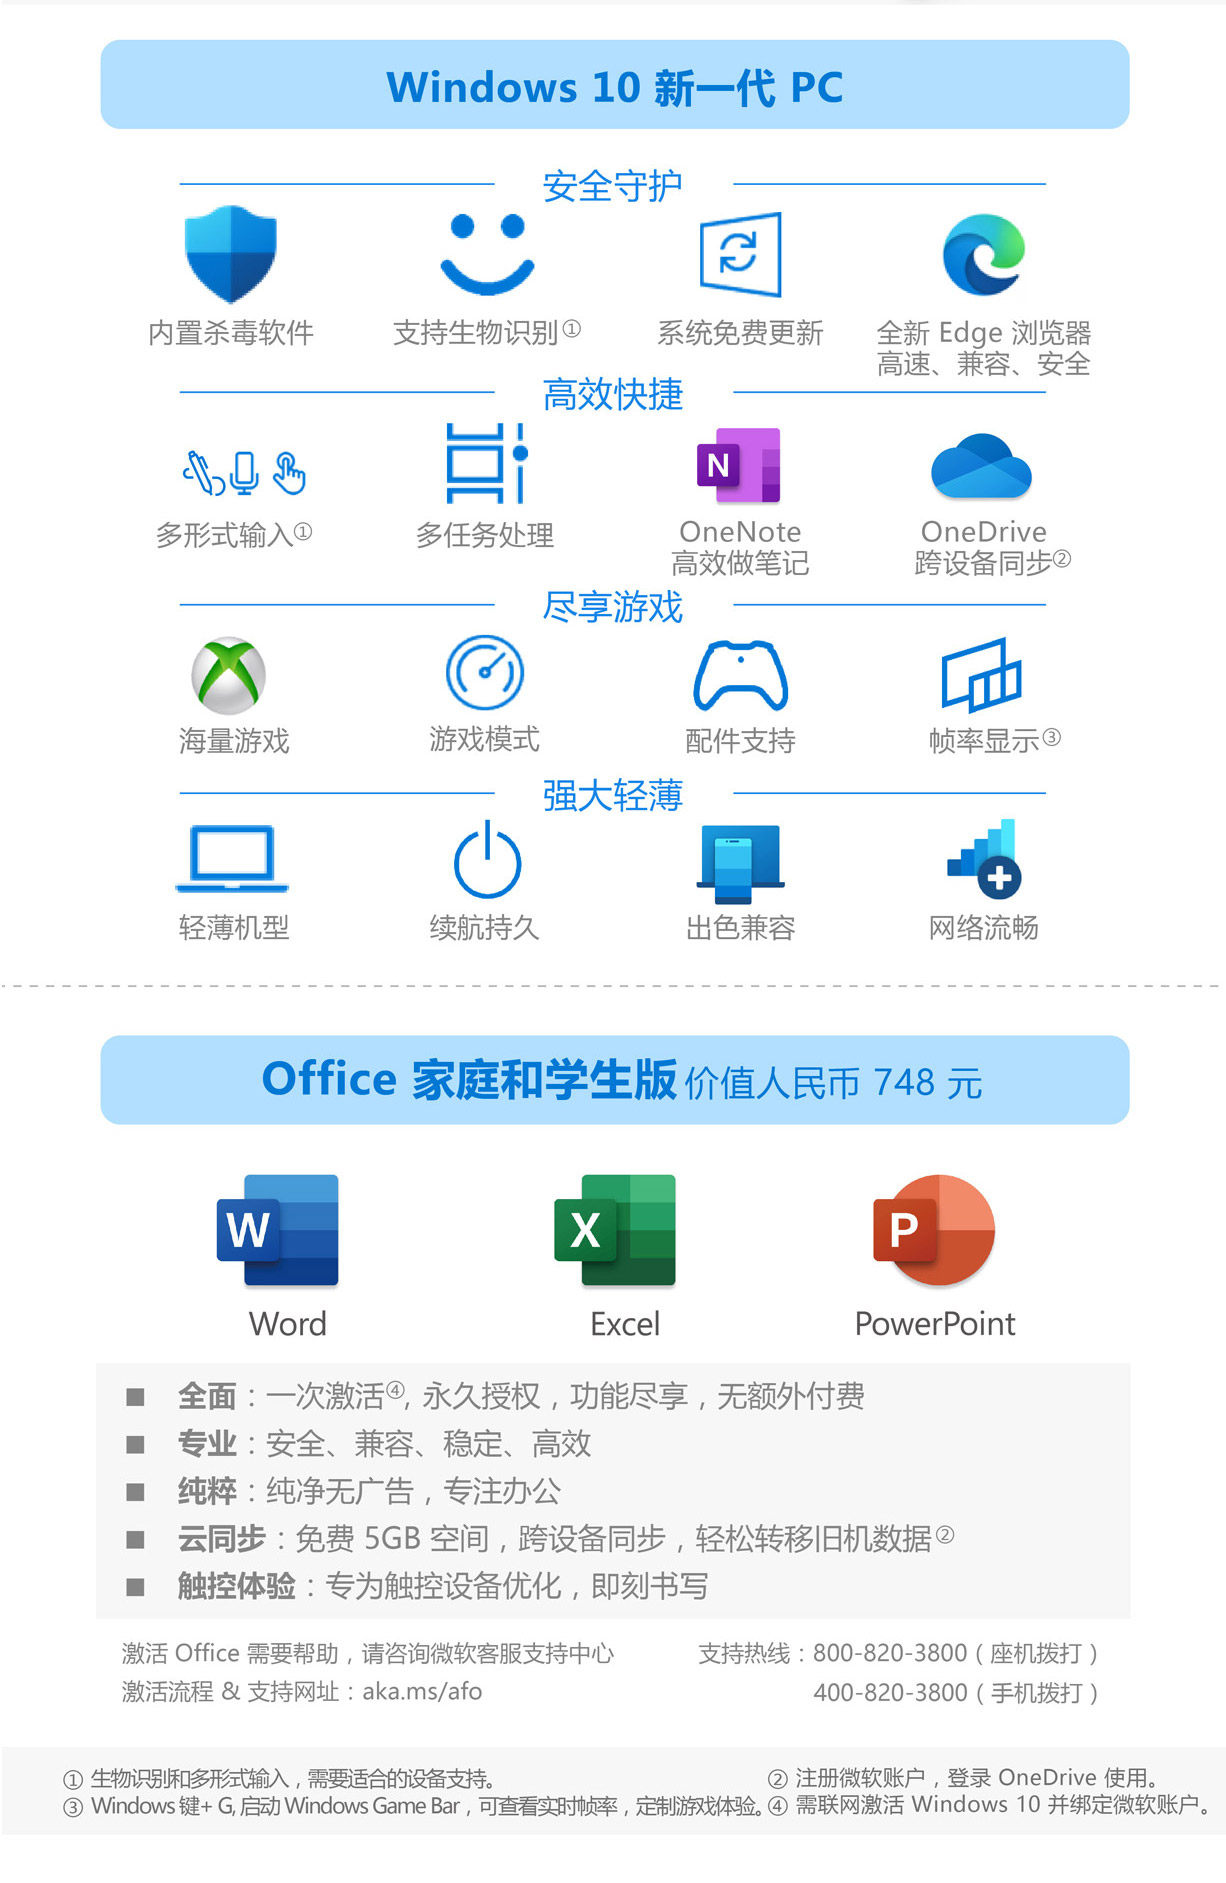 Windows 10 新一代 PC
安全守护
内置杀毒软件
支持生物识别①
系统免费更新
全新 Edge 浏览器
高速、兼容、安全
高效快捷
多形式输入①
多任务处理
N
OneNote
高效做笔记
OneDrive
跨设备同步②
尽享游戏
海量游戏
游戏模式
配件支持
帧率显示③
强大轻薄
轻薄机型
续航持久
出色兼容
网络流畅
Office 家庭和学生版 价值人民币 748 元
W
X
P
Word
Excel
PowerPoint
■ 全面：一次激活④, 永久授权，功能尽享，无额外付费
■ 专业：安全、兼容、稳定、高效
■ 纯粹：纯净无广告，专注办公
■ 云同步：免费 5GB 空间，跨设备同步，轻松转移旧机数据②
■ 触控体验：专为触控设备优化，即刻书写
激活 Office 需要帮助，请咨询微软客服支持中心
激活流程 & 支持网址：aka.ms/afo
支持热线：800-820-3800（座机拨打）
400-820-3800（手机拨打）
① 生物识别和多形式输入，需要适合的设备支持。
② 注册微软账户，登录 OneDrive 使用。
③ Windows 键+ G, 启动 Windows Game Bar，可查看实时帧率，定制游戏体验。
④ 需联网激活 Windows 10 并绑定微软账户。